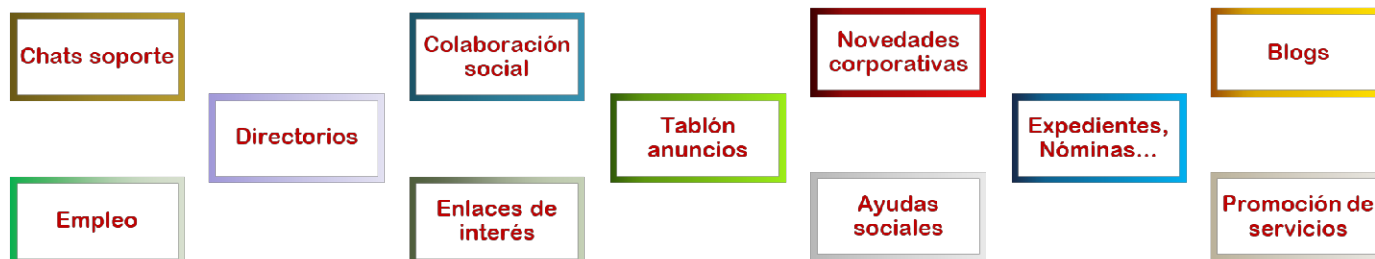 Chats soporte
Colaboración
social
Novedades
corporativas
Blogs
Directorios
Tablón
anuncios
Expedientes,
Nóminas...
Empleo
Enlaces de
interés
Ayudas
sociales
Promoción de
servicios